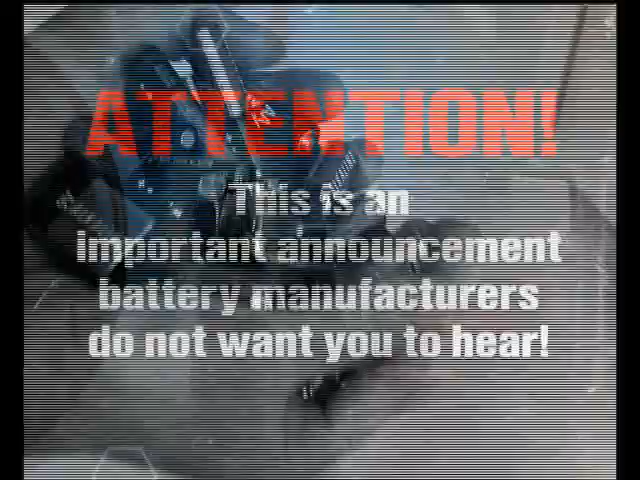 ATTENTION!
This is an
important announcement
battery manufacturers
do not want you to hear!